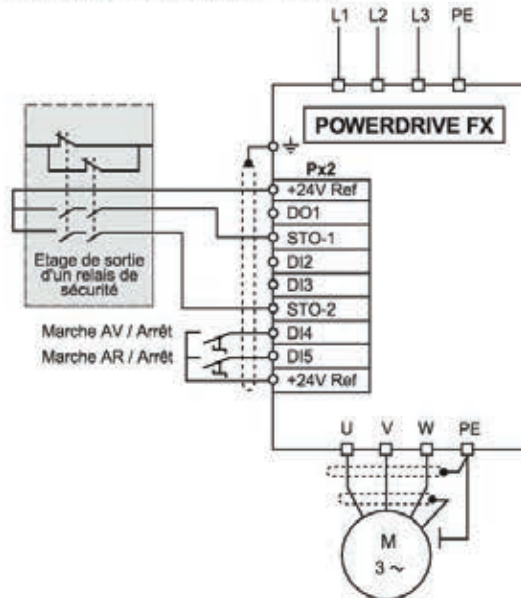 L1 L2 L3 PE
POWERDRIVE FX
Px2
+24V Ref
DO1
STO-1
DI2
DI3
STO-2
DI4
DI5
+24V Ref
Etage de sortie
d'un relais de
sécurité
Marche AV / Arrêt
Marche AR / Arrêt
U V W PE
M
3 ~